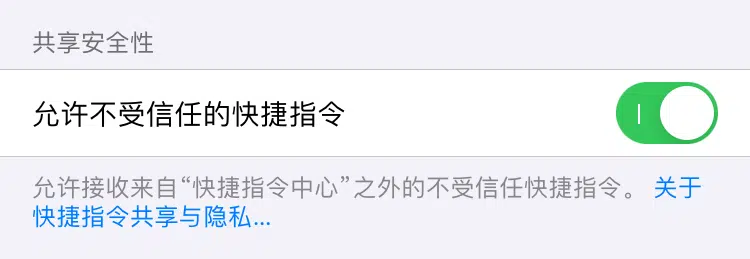 共享安全性
允许不受信任的快捷指令
允许接收来自“快捷指令中心”之外的不受信任快捷指令。关于
快捷指令共享与隐私...